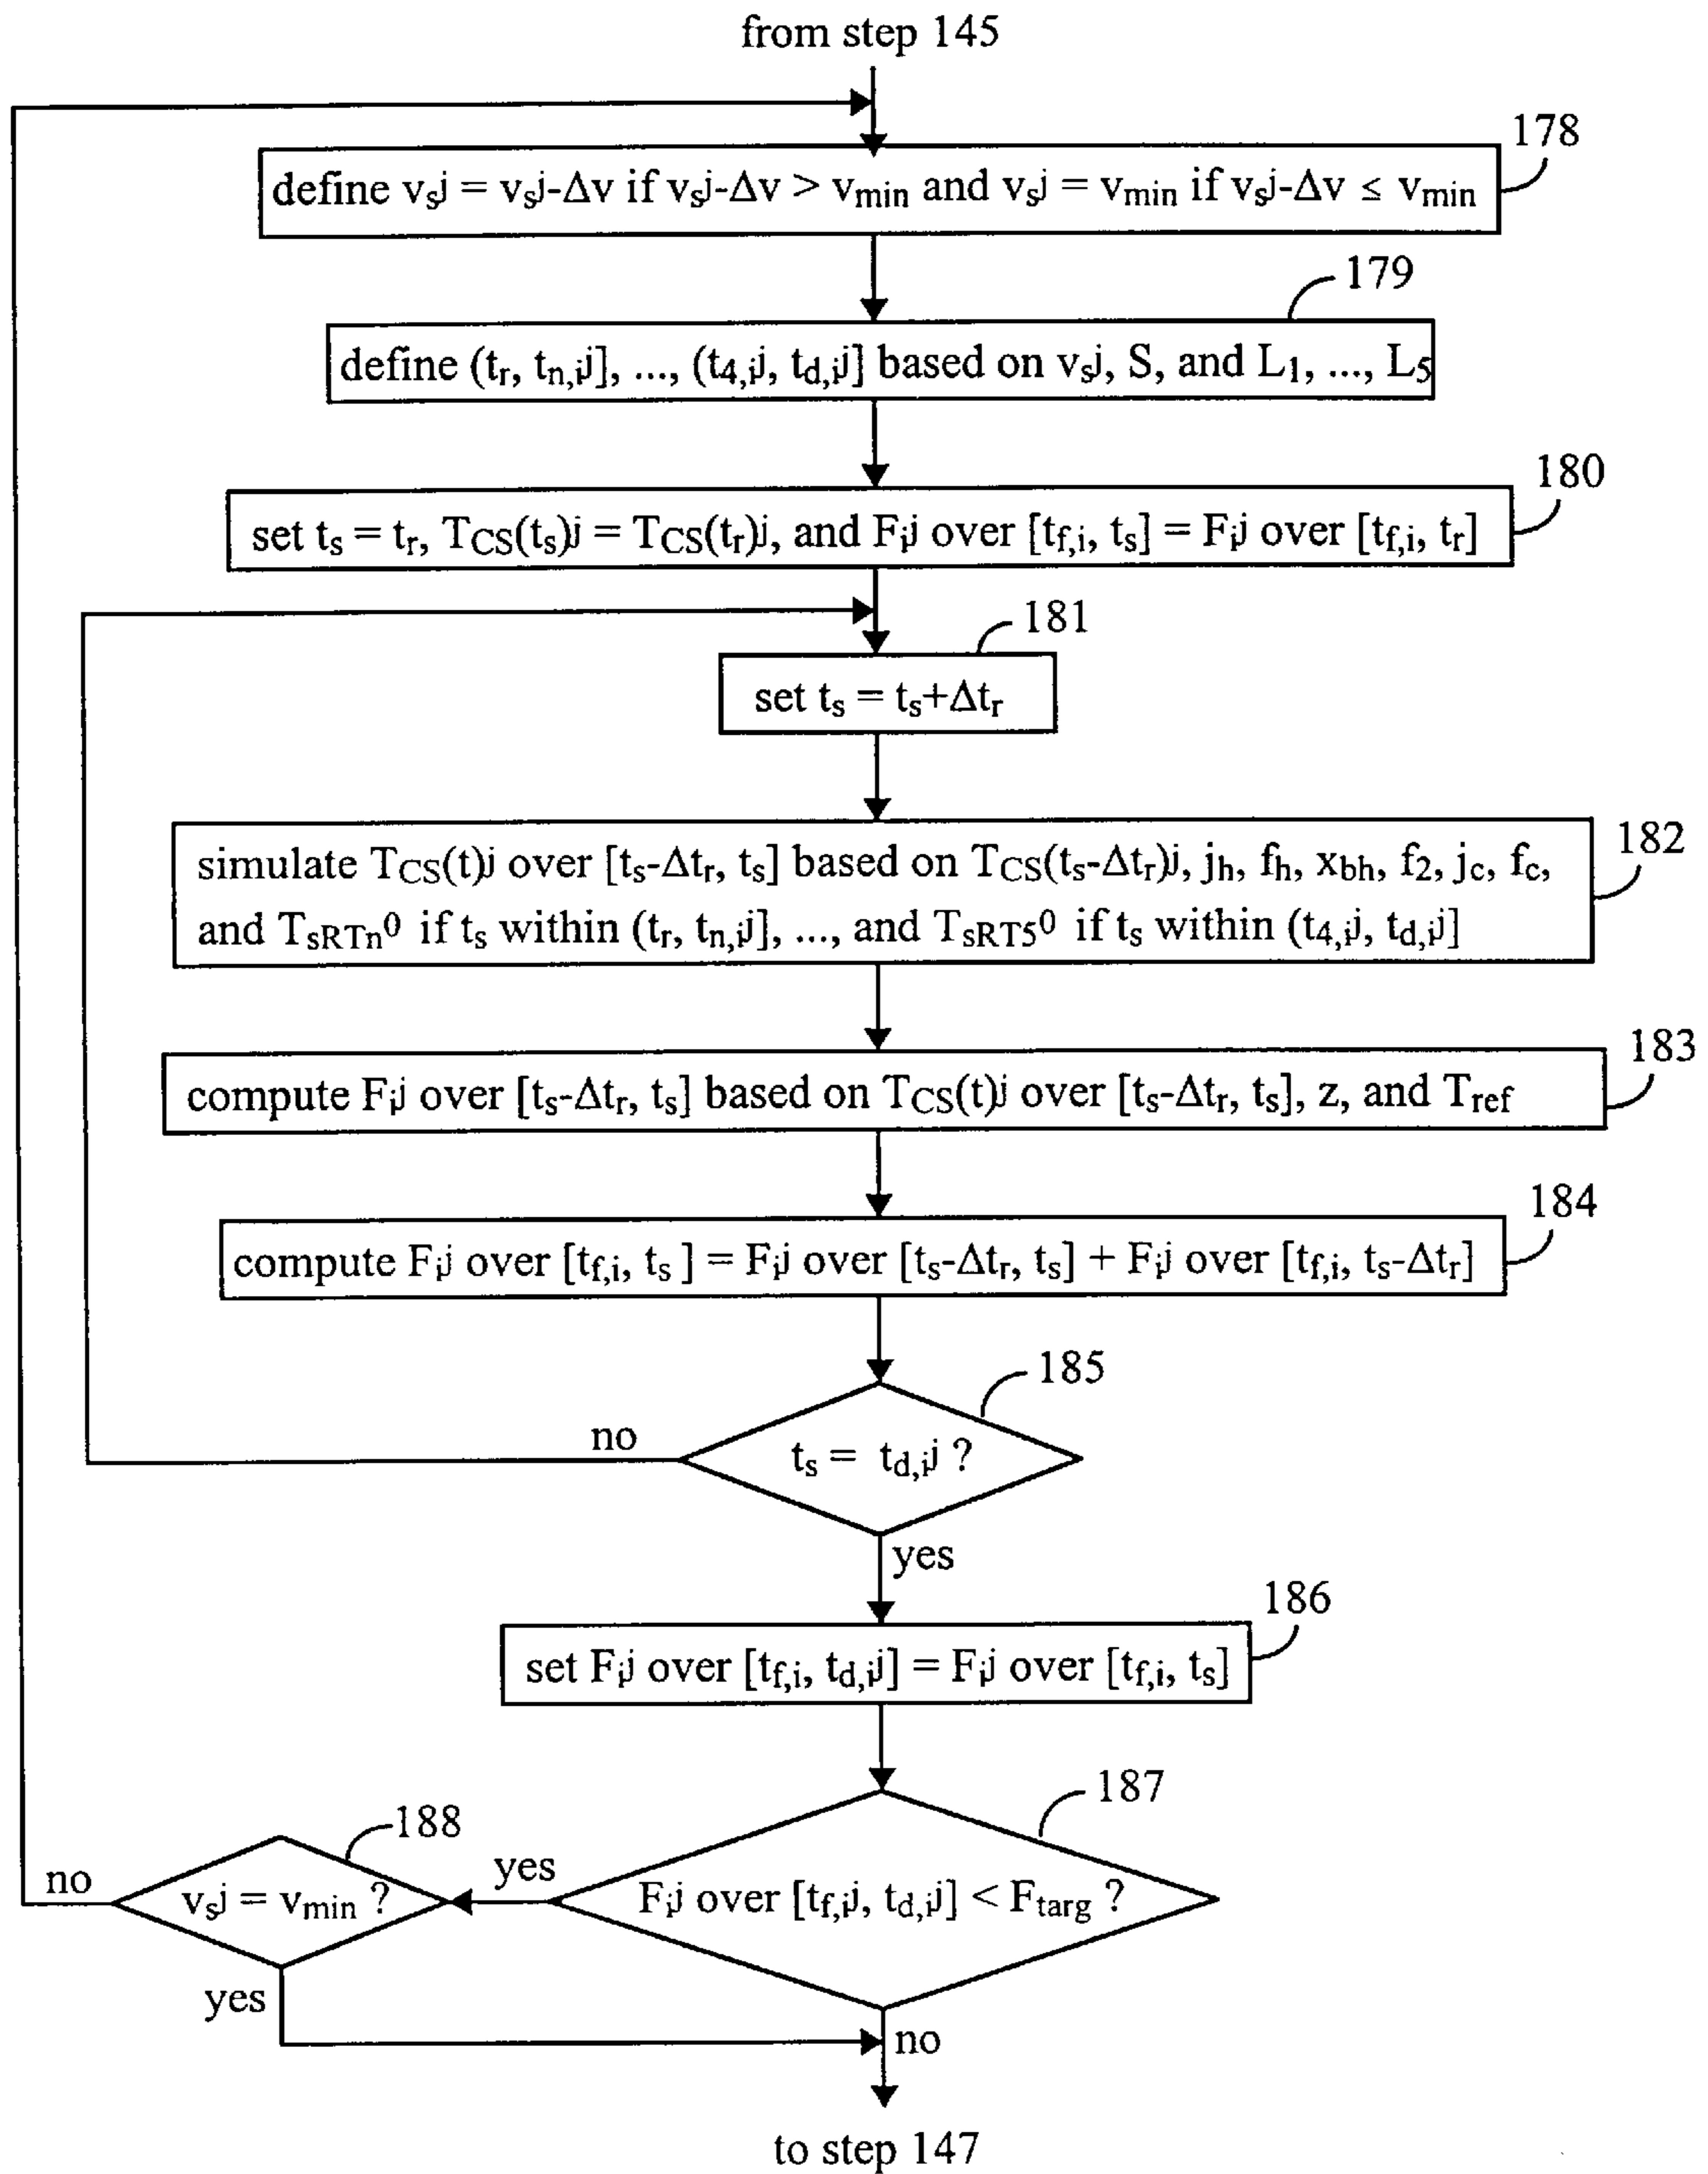 from step 145
178
define vsj = vsj-Δv if vsj-Δv > vmin and vsj = vmin if vsj-Δv ≤ vmin
179
define (tr, tn,ij], ..., (t4,ij, td,ij] based on vsj, S, and L1, ..., L5
180
set ts = tr, TCS(ts)j = TCS(tr)j, and Fij over [tf,i, ts] = Fij over [tf,i, tr]
181
set ts = ts+Δtr
182
simulate TCS(t)j over [ts-Δtr, ts] based on TCS(ts-Δtr)j, jh, fh, xbh, f2, jc, fc,
and TsRTn0 if ts within (tr, tn,ij], ..., and TsRT50 if ts within (t4,ij, td,ij]
183
compute Fij over [ts-Δtr, ts] based on TCS(t)j over [ts-Δtr, ts], z, and Tref
184
compute Fij over [tf,i, ts ] = Fij over [ts-Δtr, ts] + Fij over [tf,i, ts-Δtr]
185
no
ts = td,ij ?
yes
186
set Fij over [tf,i, td,ij] = Fij over [tf,i, ts]
187
188
no
vsj = vmin ?
yes
Fij over [tf,ij, td,ij] < Ftarg ?
yes
no
to step 147